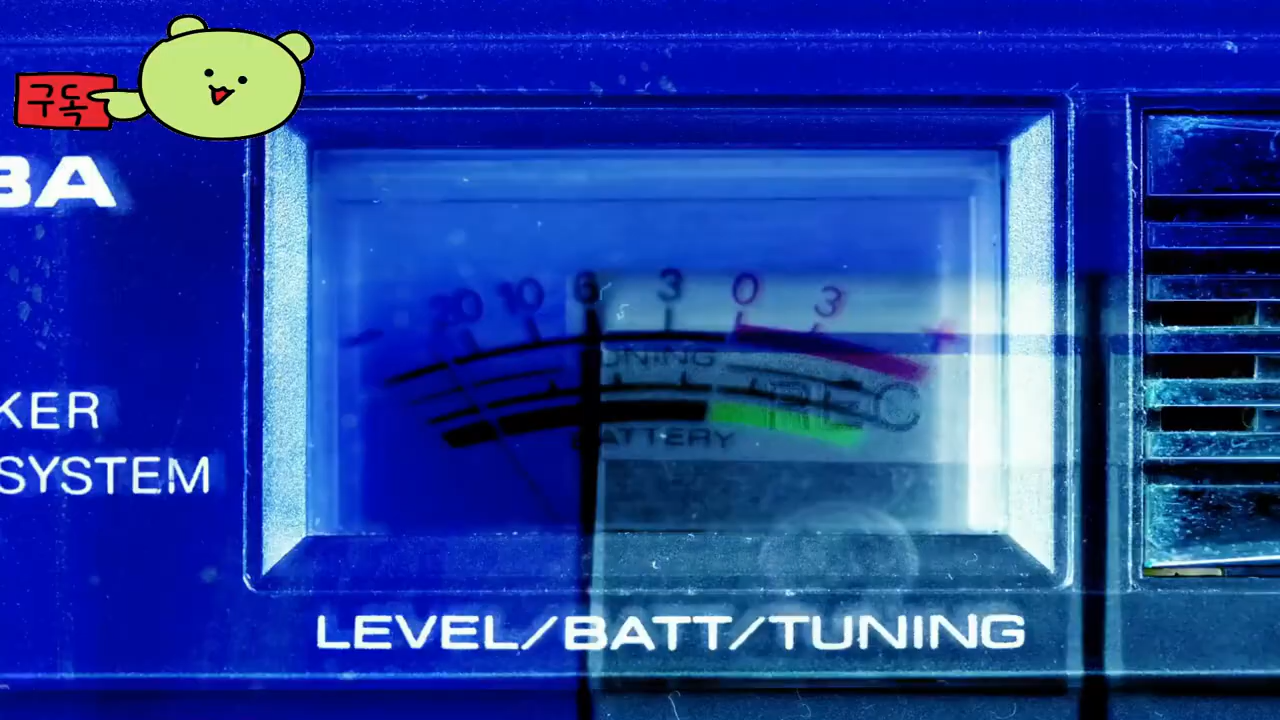 구독
BA
KER
SYSTEM
20 10 6 3 0 3 +
TUNING
REC
BATTERY
LEVEL/BATT/TUNING